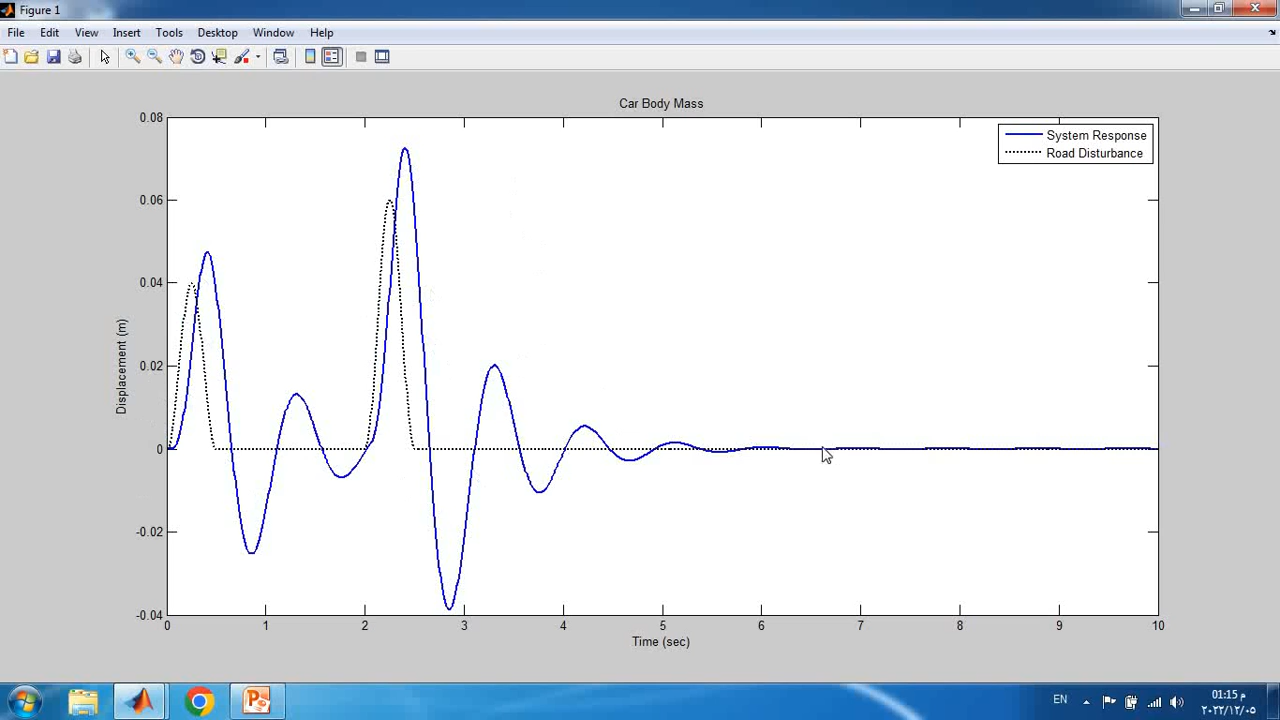 Figure 1
File Edit View Insert Tools Desktop Window Help
Car Body Mass
System Response
Road Disturbance
0.08
0.06
0.04
0.02
0
-0.02
-0.04
Displacement (m)
0 1 2 3 4 5 6 7 8 9 10
Time (sec)
EN
01:15 م
٢٠٢٢/١٢/٠٥